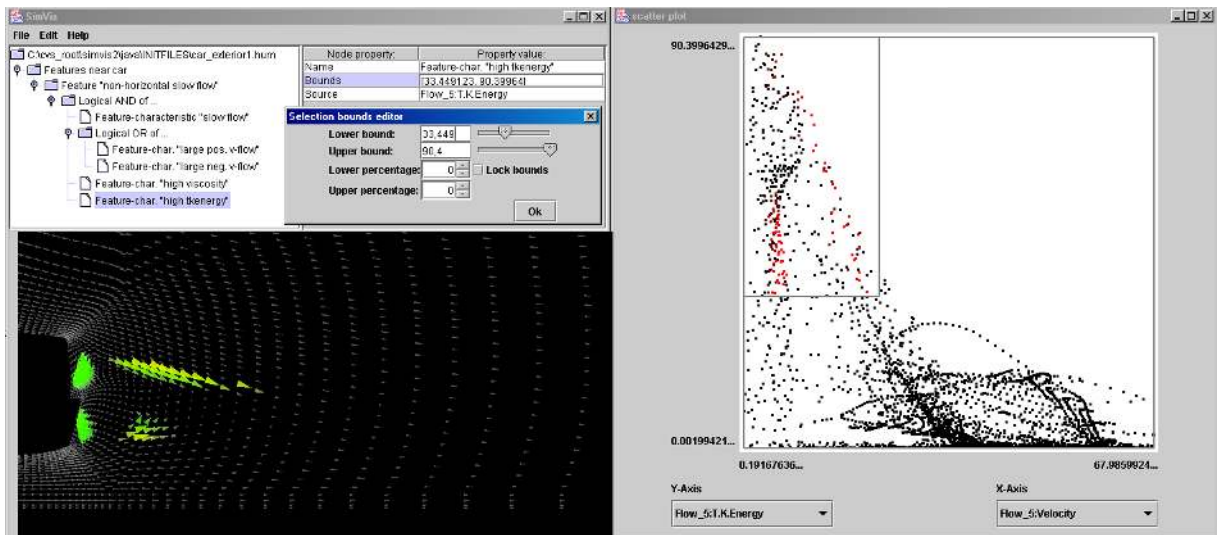 SimVis
File Edit Help
C:\cvs_root\simvis2\java\INITFILES\car_exterior1.hum
Features near car
Feature "non-horizontal slow flow"
Logical AND of ...
Feature-characteristic "slow flow"
Logical OR of ...
Feature-char. "large pos. v-flow"
Feature-char. "large neg. v-flow"
Feature-char. "high viscosity"
Feature-char. "high tkenergy"
Node property: Property value:
Name Feature-char. "high tkenergy"
Bounds [33.449123, 90.39964]
Source Flow_5:T.K.Energy
Selection bounds editor
Lower bound: 33,449
Upper bound: 90,4
Lower percentage: 0 Lock bounds
Upper percentage: 0
Ok
scatter plot
90.3996429...
0.00199421...
0.19167636... 67.9859924...
Y-Axis X-Axis
Flow_5:T.K.Energy Flow_5:Velocity